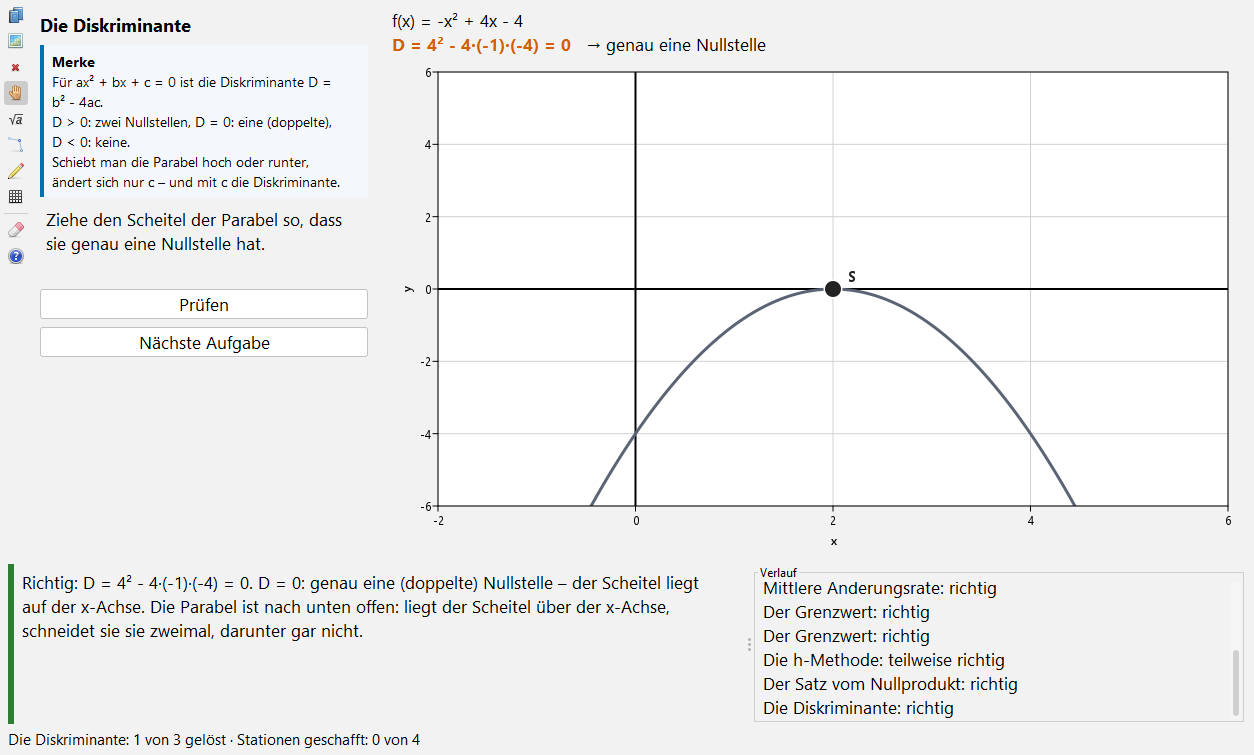 Die Diskriminante
Merke
Für ax² + bx + c = 0 ist die Diskriminante D =
b² - 4ac.
D > 0: zwei Nullstellen, D = 0: eine (doppelte),
D < 0: keine.
Schiebt man die Parabel hoch oder runter,
ändert sich nur c – und mit c die Diskriminante.
Ziehe den Scheitel der Parabel so, dass
sie genau eine Nullstelle hat.
Prüfen
Nächste Aufgabe
√a
?
f(x) = -x² + 4x - 4
D = 4² - 4·(-1)·(-4) = 0 → genau eine Nullstelle
6
4
2
0
-2
-4
-6
y
S
-2 0 2 4 6
x
Richtig: D = 4² - 4·(-1)·(-4) = 0. D = 0: genau eine (doppelte) Nullstelle – der Scheitel liegt
auf der x-Achse. Die Parabel ist nach unten offen: liegt der Scheitel über der x-Achse,
schneidet sie sie zweimal, darunter gar nicht.
Verlauf
Mittlere Änderungsrate: richtig
Der Grenzwert: richtig
Der Grenzwert: richtig
Die h-Methode: teilweise richtig
Der Satz vom Nullprodukt: richtig
Die Diskriminante: richtig
Die Diskriminante: 1 von 3 gelöst · Stationen geschafft: 0 von 4